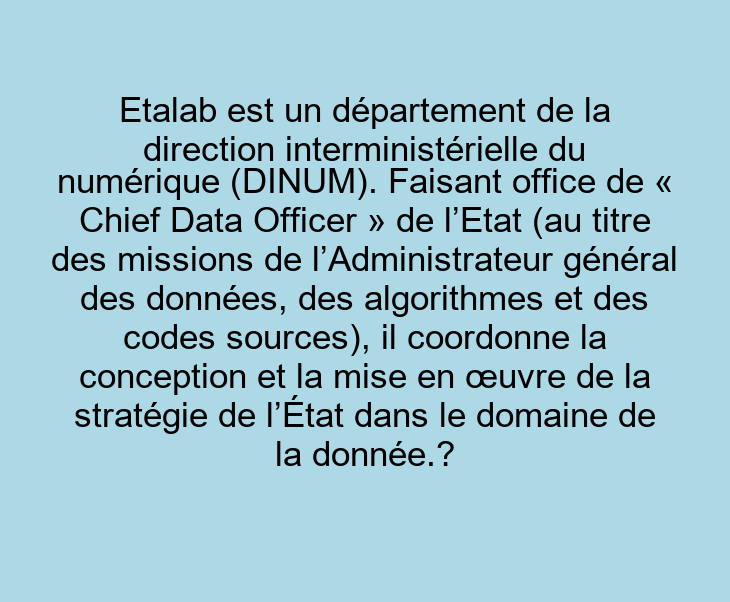 Etalab est un département de la
direction interministérielle du
numérique (DINUM). Faisant office de «
Chief Data Officer » de l’Etat (au titre
des missions de l’Administrateur général
des données, des algorithmes et des
codes sources), il coordonne la
conception et la mise en œuvre de la
stratégie de l’État dans le domaine de
la donnée.?